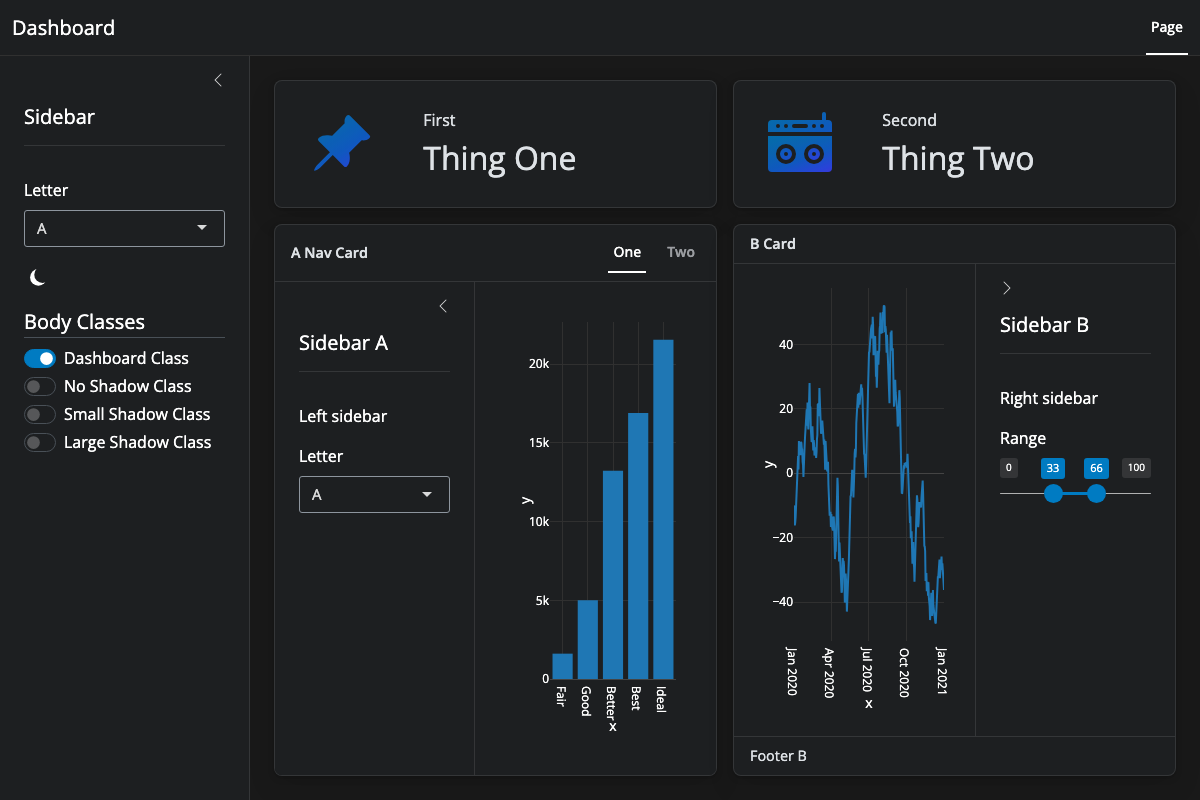 Dashboard
Page
Sidebar
Letter
A
Body Classes
Dashboard Class
No Shadow Class
Small Shadow Class
Large Shadow Class
First
Thing One
Second
Thing Two
A Nav Card
One
Two
Sidebar A
Left sidebar
Letter
A
20k
15k
10k
5k
0
y
Fair
Good
Better
Best
Ideal
x
B Card
40
20
0
−20
−40
y
Jan 2020
Apr 2020
Jul 2020
Oct 2020
Jan 2021
x
Sidebar B
Right sidebar
Range
0 33 66 100
Footer B